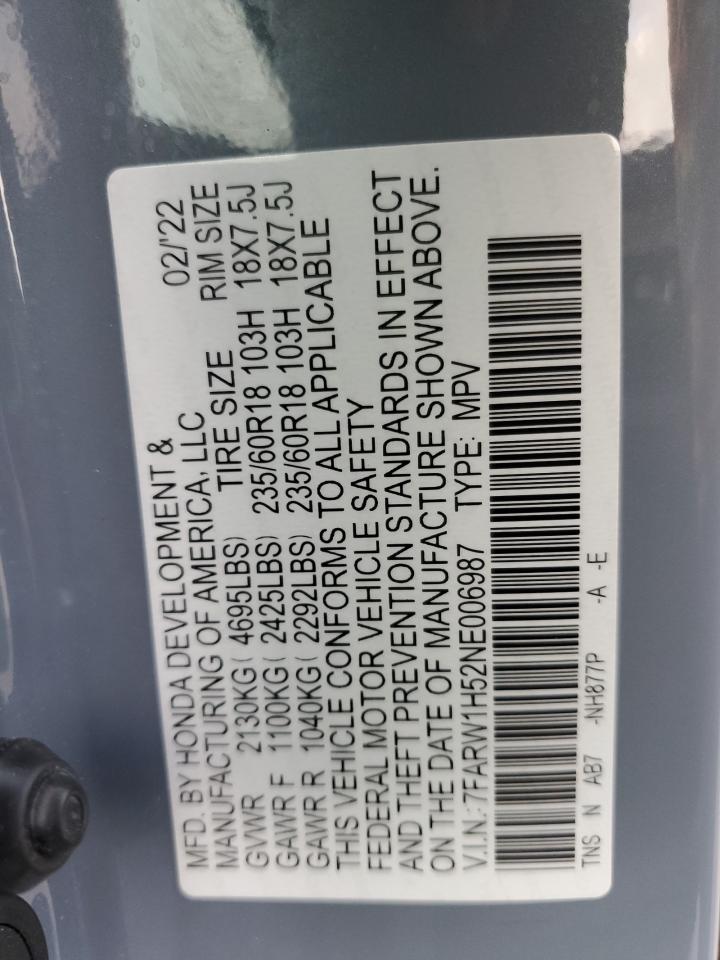 MFD. BY HONDA DEVELOPMENT & 02/'22
MANUFACTURING OF AMERICA, LLC
GVWR 2130KG( 4695LBS) TIRE SIZE RIM SIZE
GAWR F 1100KG( 2425LBS) 235/60R18 103H 18X7.5J
GAWR R 1040KG( 2292LBS) 235/60R18 103H 18X7.5J
THIS VEHICLE CONFORMS TO ALL APPLICABLE
FEDERAL MOTOR VEHICLE SAFETY
AND THEFT PREVENTION STANDARDS IN EFFECT
ON THE DATE OF MANUFACTURE SHOWN ABOVE.
V.I.N.: 7FARW1H52NE006987 TYPE: MPV
TNS N AB7 -NH877P -A -E